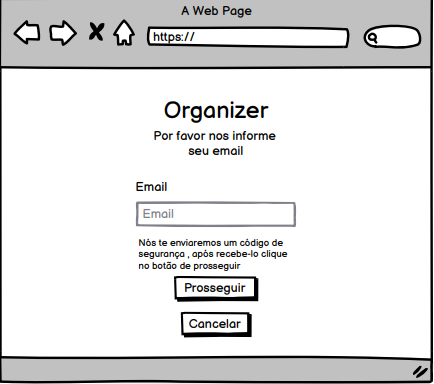 A Web Page
https://
Organizer
Por favor nos informe
seu email
Email
Email
Nós te enviaremos um código de
segurança , após recebe-lo clique
no botão de prosseguir
Prosseguir
Cancelar